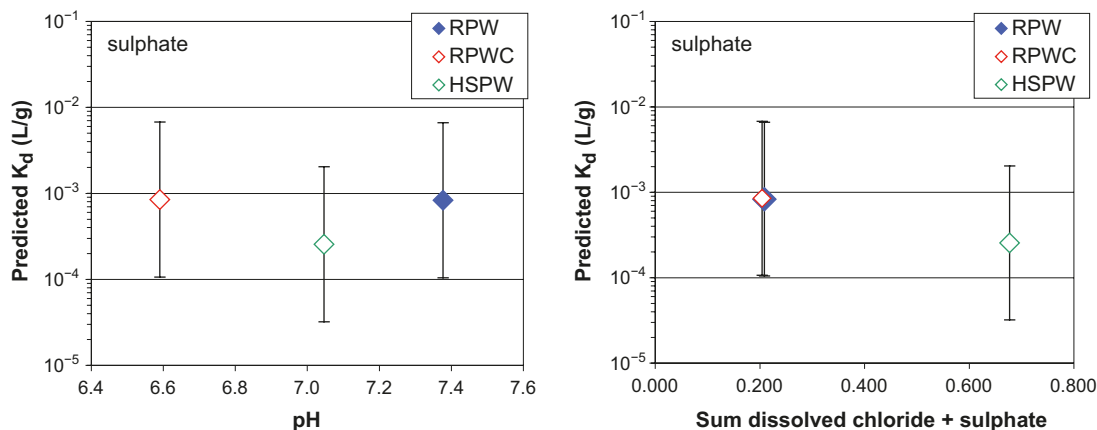 sulphate
RPW
RPWC
HSPW
Predicted K_d (L/g)
10⁻¹
10⁻²
10⁻³
10⁻⁴
10⁻⁵
6.4 6.6 6.8 7.0 7.2 7.4 7.6
pH
sulphate
RPW
RPWC
HSPW
Predicted K_d (L/g)
10⁻¹
10⁻²
10⁻³
10⁻⁴
10⁻⁵
0.000 0.200 0.400 0.600 0.800
Sum dissolved chloride + sulphate